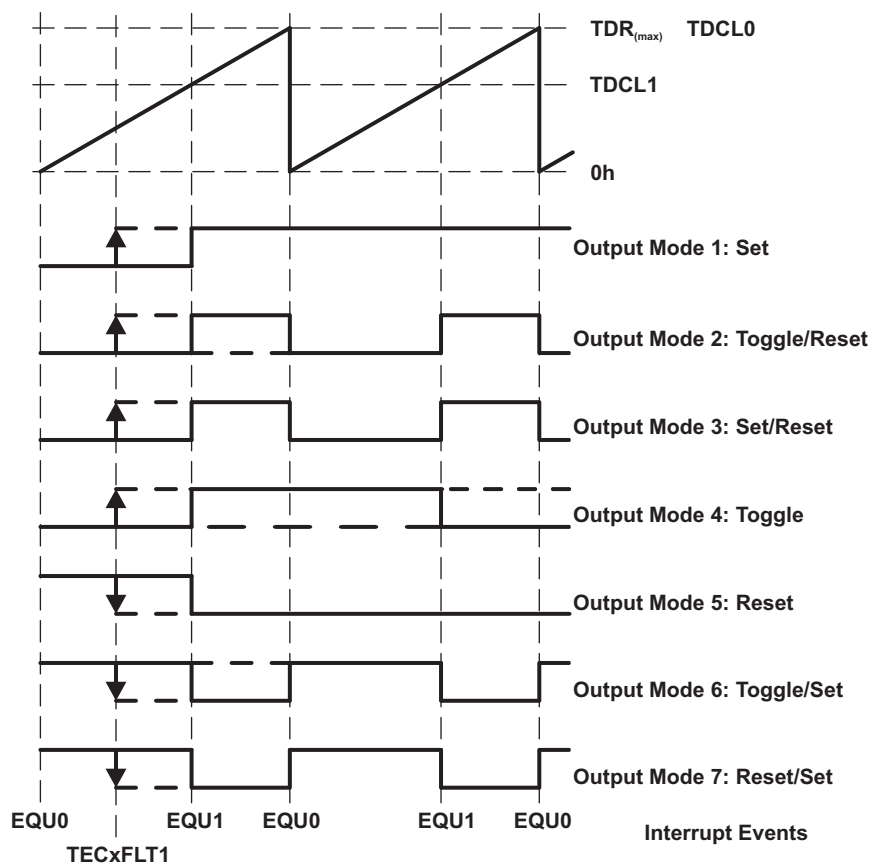 TDR(max) TDCL0
TDCL1
0h
Output Mode 1: Set
Output Mode 2: Toggle/Reset
Output Mode 3: Set/Reset
Output Mode 4: Toggle
Output Mode 5: Reset
Output Mode 6: Toggle/Set
Output Mode 7: Reset/Set
EQU0 EQU1 EQU0 EQU1 EQU0
Interrupt Events
TECxFLT1